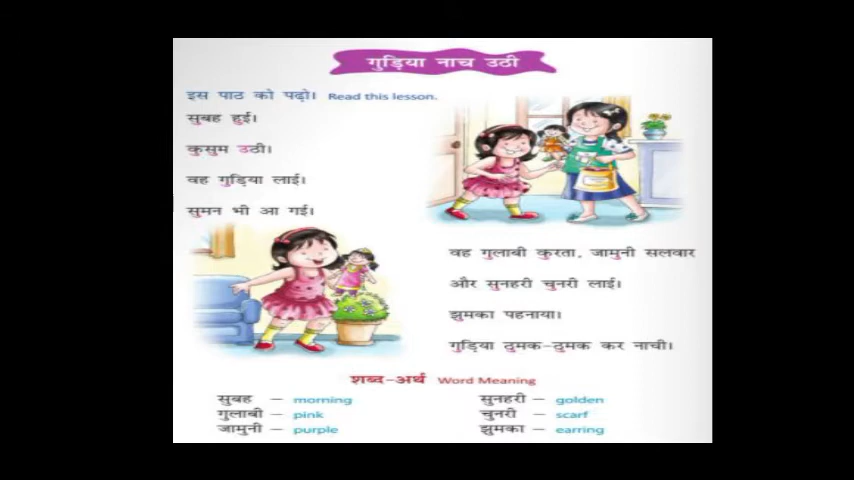 गुड़िया नाच उठी
इस पाठ को पढ़ो। Read this lesson.
सुबह हुई।
कुसुम उठी।
वह गुड़िया लाई।
सुमन भी आ गई।
वह गुलाबी कुरता, जामुनी सलवार
और सुनहरी चुनरी लाई।
झुमका पहनाया।
गुड़िया ठुमक-ठुमक कर नाची।
शब्द-अर्थ Word Meaning
सुबह – morning
गुलाबी – pink
जामुनी – purple
सुनहरी – golden
चुनरी – scarf
झुमका – earring